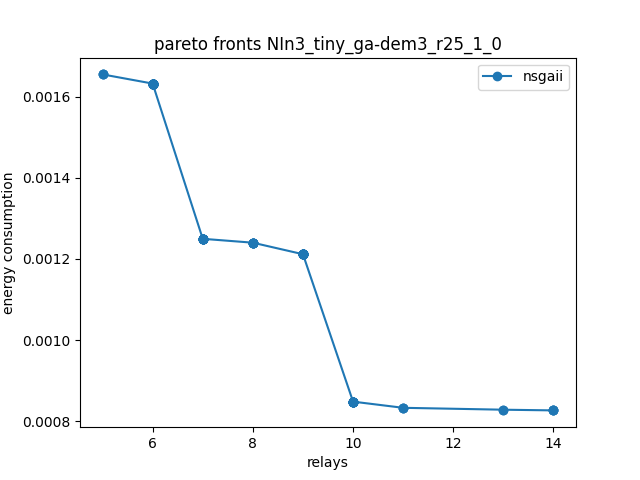 pareto fronts NIn3_tiny_ga-dem3_r25_1_0
nsgaii
0.0016
0.0014
0.0012
0.0010
0.0008
energy consumption
6 8 10 12 14
relays